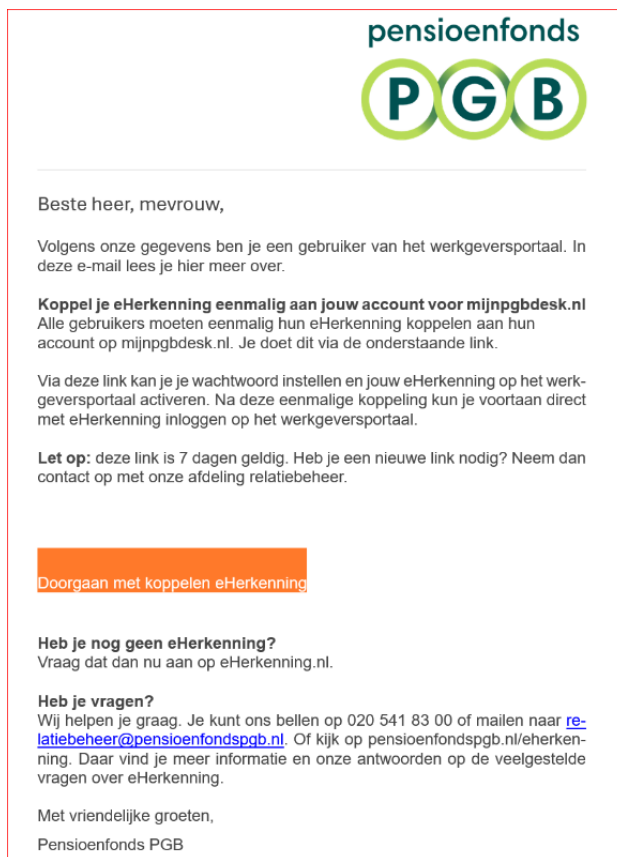 pensioenfonds
PGB
Beste heer, mevrouw,
Volgens onze gegevens ben je een gebruiker van het werkgeversportaal. In
deze e-mail lees je hier meer over.
Koppel je eHerkenning eenmalig aan jouw account voor mijnpgbdesk.nl
Alle gebruikers moeten eenmalig hun eHerkenning koppelen aan hun
account op mijnpgbdesk.nl. Je doet dit via de onderstaande link.
Via deze link kan je je wachtwoord instellen en jouw eHerkenning op het werk-
geversportaal activeren. Na deze eenmalige koppeling kun je voortaan direct
met eHerkenning inloggen op het werkgeversportaal.
Let op: deze link is 7 dagen geldig. Heb je een nieuwe link nodig? Neem dan
contact op met onze afdeling relatiebeheer.
Doorgaan met koppelen eHerkenning
Heb je nog geen eHerkenning?
Vraag dat dan nu aan op eHerkenning.nl.
Heb je vragen?
Wij helpen je graag. Je kunt ons bellen op 020 541 83 00 of mailen naar re-
latiebeheer@pensioenfondspgb.nl. Of kijk op pensioenfondspgb.nl/eherken-
ning. Daar vind je meer informatie en onze antwoorden op de veelgestelde
vragen over eHerkenning.
Met vriendelijke groeten,
Pensioenfonds PGB